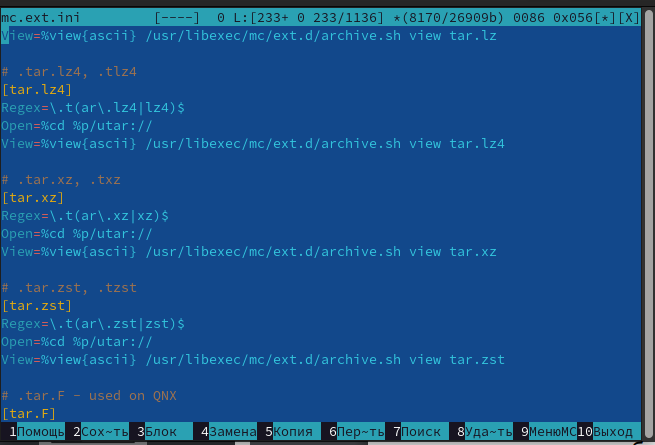 mc.ext.ini [----] 0 L:[233+ 0 233/1136] *(8170/26909b) 0086 0x056[*][X]
View=%view{ascii} /usr/libexec/mc/ext.d/archive.sh view tar.lz
# .tar.lz4, .tlz4
[tar.lz4]
Regex=\.t(ar\.lz4|lz4)$
Open=%cd %p/utar://
View=%view{ascii} /usr/libexec/mc/ext.d/archive.sh view tar.lz4
# .tar.xz, .txz
[tar.xz]
Regex=\.t(ar\.xz|xz)$
Open=%cd %p/utar://
View=%view{ascii} /usr/libexec/mc/ext.d/archive.sh view tar.xz
# .tar.zst, .tzst
[tar.zst]
Regex=\.t(ar\.zst|zst)$
Open=%cd %p/utar://
View=%view{ascii} /usr/libexec/mc/ext.d/archive.sh view tar.zst
# .tar.F - used on QNX
[tar.F]
1Помощь 2Сох~ть 3Блок 4Замена 5Копия 6Пер~ть 7Поиск 8Уда~ть 9МенюMC 10Выход